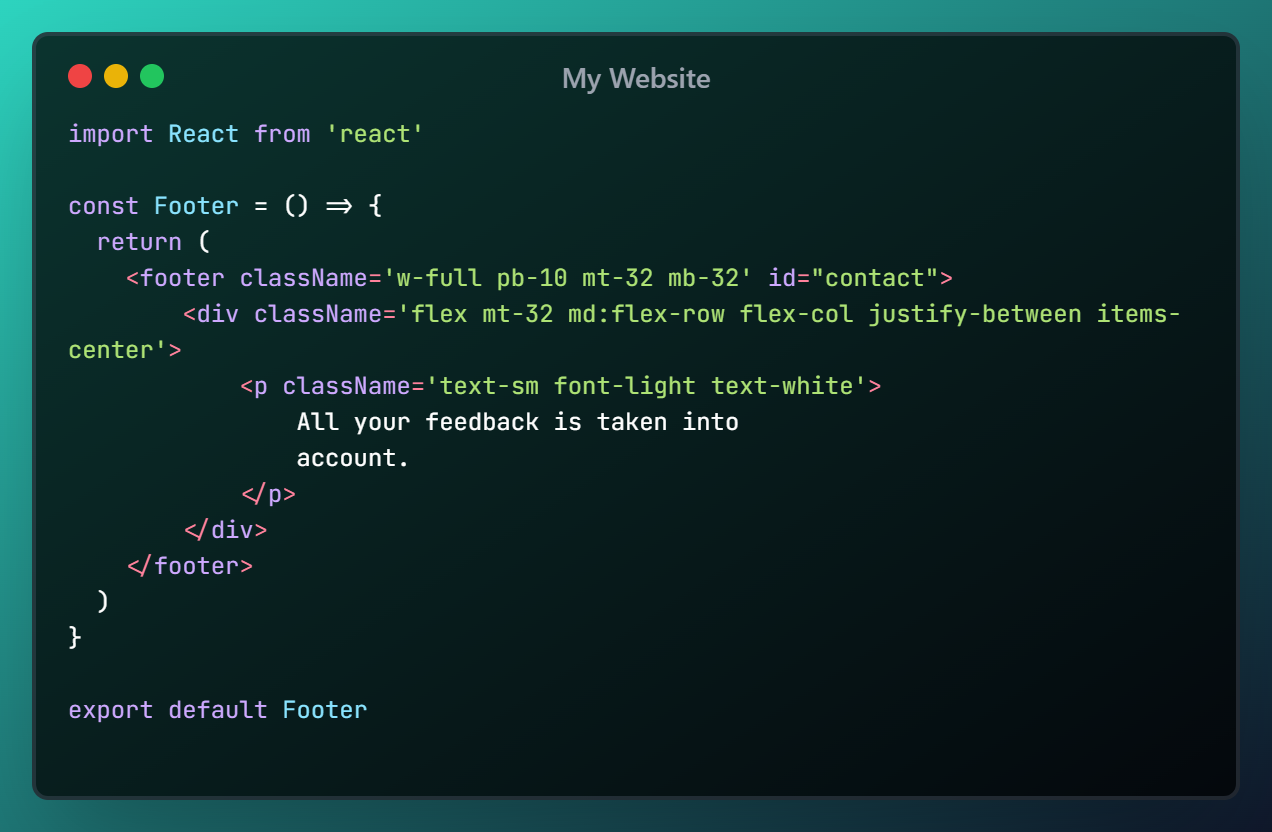 My Website
import React from 'react'
const Footer = () => {
  return (
    <footer className='w-full pb-10 mt-32 mb-32' id="contact">
        <div className='flex mt-32 md:flex-row flex-col justify-between items-
center'>
            <p className='text-sm font-light text-white'>
                All your feedback is taken into
                account.
            </p>
        </div>
    </footer>
  )
}
export default Footer